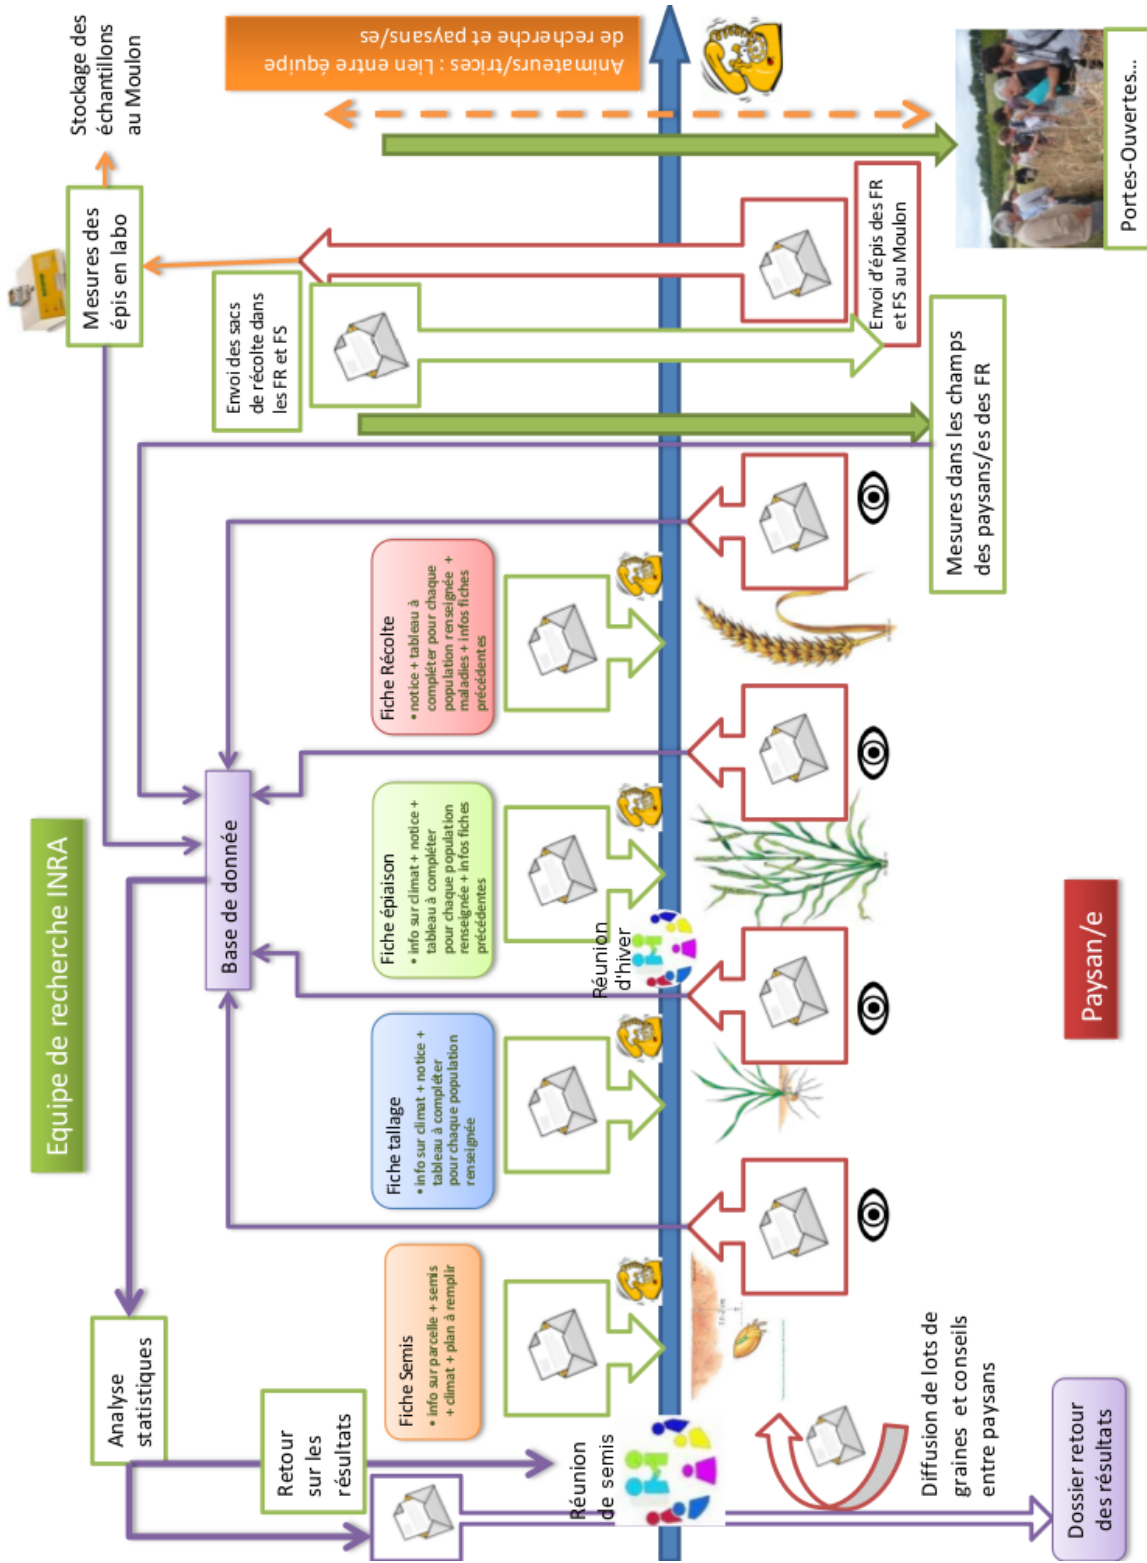 Equipe de recherche INRA
Analyse
statistiques
Base de donnée
Mesures des
épis en labo
Stockage des
échantillons
au Moulon
Retour
sur les
résultats
Fiche Semis
• info sur parcelle + semis
+ climat + plan à remplir
Fiche tallage
• info sur climat + notice +
tableau à compléter
pour chaque population
renseignée
Fiche épiaison
• info sur climat + notice +
tableau à compléter
pour chaque population
renseignée + infos fiches
précédentes
Fiche Récolte
• notice + tableau à
compléter pour chaque
population renseignée +
maladies + infos fiches
précédentes
Envoi des sacs
de récolte dans
les FR et FS
Animateurs/trices : Lien entre équipe
de recherche et paysans/es
Réunion
de semis
Réunion
d'hiver
Envoi d'épis des FR
et FS au Moulon
Diffusion de lots de
graines et conseils
entre paysans
Mesures dans les champs
des paysans/es des FR
Portes-Ouvertes...
Dossier retour
des résultats
Paysan/e